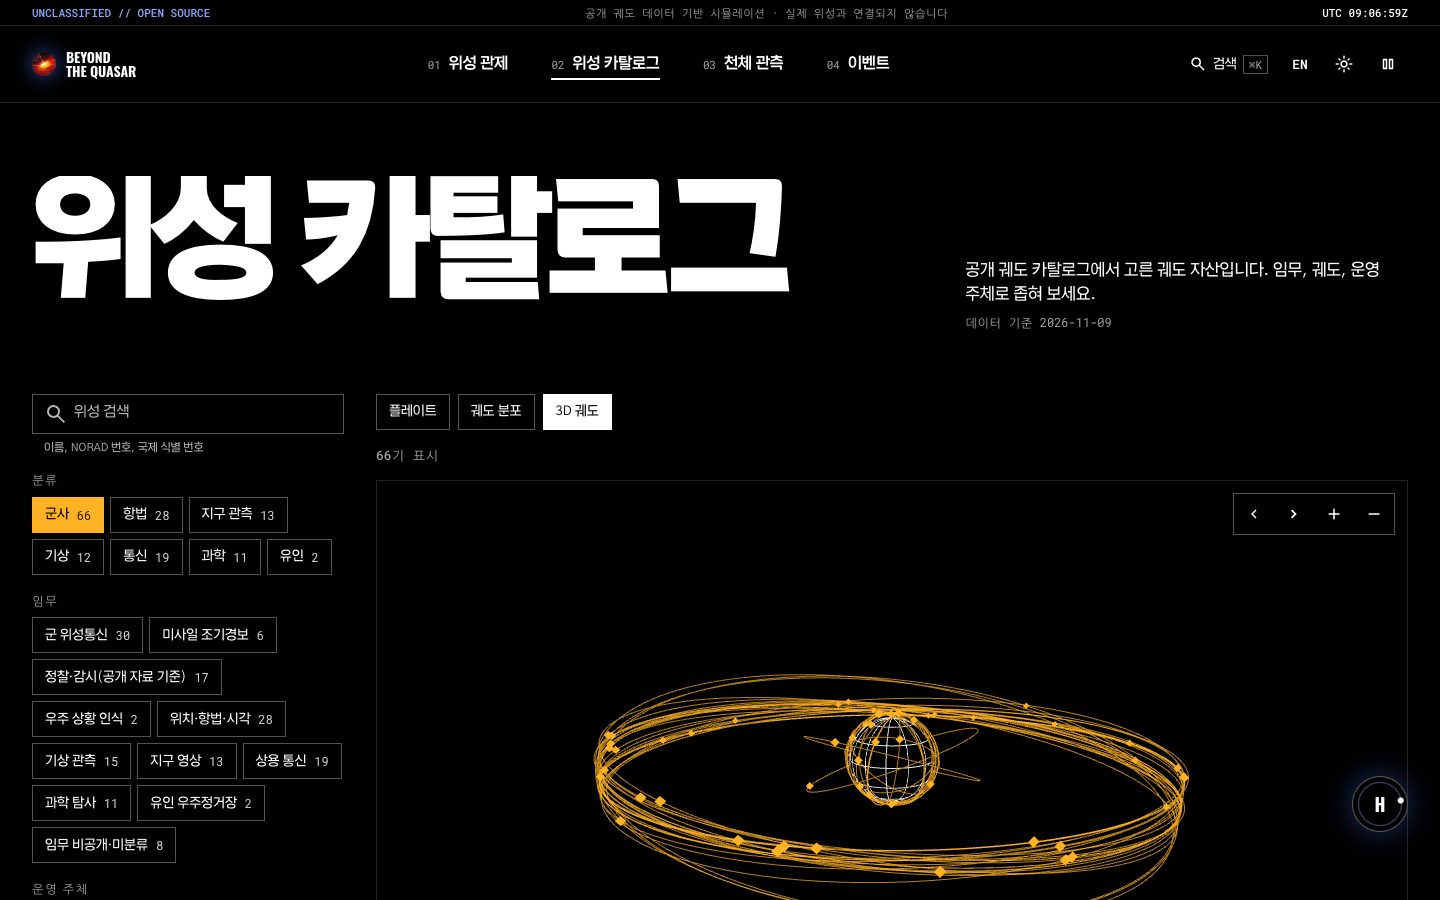 UNCLASSIFIED // OPEN SOURCE
공개 궤도 데이터 기반 시뮬레이션 · 실제 위성과 연결되지 않습니다
UTC 09:06:59Z
BEYOND
THE QUASAR
01 위성 관제
02 위성 카탈로그
03 천체 관측
04 이벤트
검색 ⌘K
EN
위성 카탈로그
공개 궤도 카탈로그에서 고른 궤도 자산입니다. 임무, 궤도, 운영
주체로 좁혀 보세요.
데이터 기준 2026-11-09
위성 검색
이름, NORAD 번호, 국제 식별 번호
분류
군사 66
항법 28
지구 관측 13
기상 12
통신 19
과학 11
유인 2
임무
군 위성통신 30
미사일 조기경보 6
정찰·감시(공개 자료 기준) 17
우주 상황 인식 2
위치·항법·시각 28
기상 관측 15
지구 영상 13
상용 통신 19
과학 탐사 11
유인 우주정거장 2
임무 비공개·미분류 8
운영 주체
플레이트
궤도 분포
3D 궤도
66기 표시
H